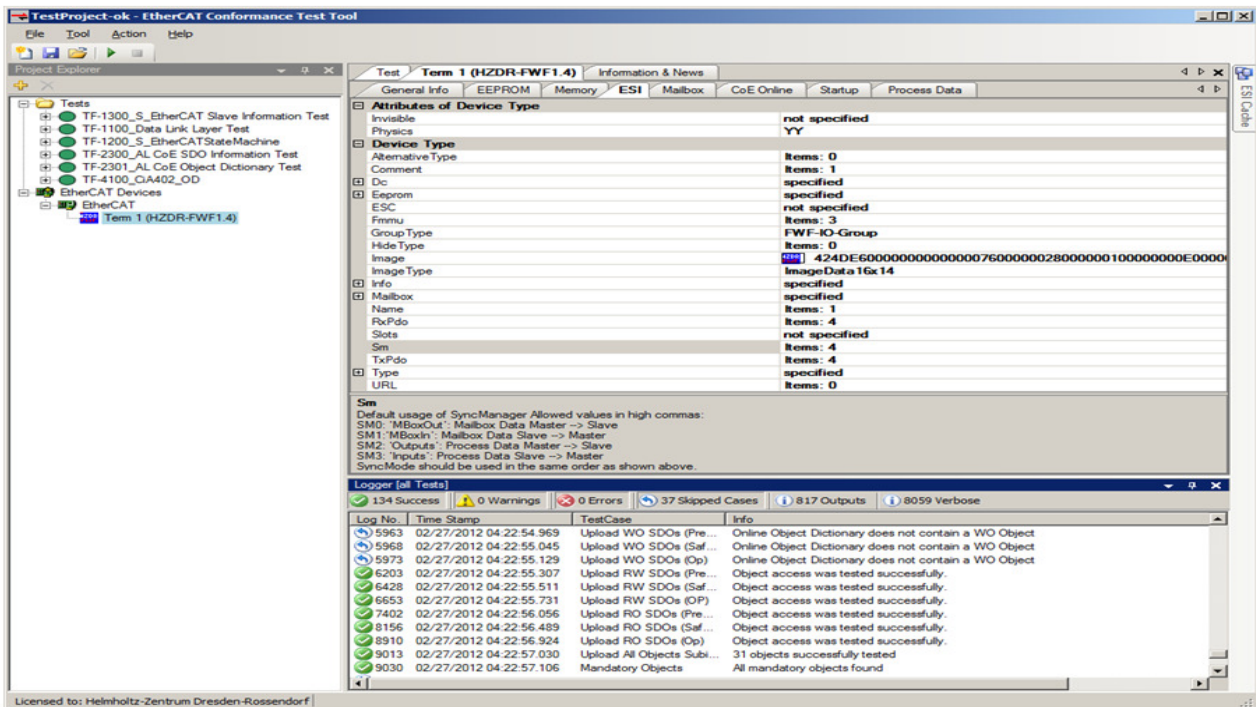 TestProject-ok - EtherCAT Conformance Test Tool
File Tool Action Help
Project Explorer
Tests
TF-1300_S_EtherCAT Slave Information Test
TF-1100_Data Link Layer Test
TF-1200_S_EtherCATStateMachine
TF-2300_AL CoE SDO Information Test
TF-2301_AL CoE Object Dictionary Test
TF-4100_CiA402_OD
EtherCAT Devices
EtherCAT
Term 1 (HZDR-FWF1.4)
Test Term 1 (HZDR-FWF1.4) Information & News
General Info EEPROM Memory ESI Mailbox CoE Online Startup Process Data
ESI Cache
Attributes of Device Type
Invisible not specified
Physics YY
Device Type
AlternativeType Items: 0
Comment Items: 1
Dc specified
Eeprom specified
ESC not specified
Fmmu Items: 3
GroupType FWF-IO-Group
HideType Items: 0
Image
ImageType ImageData16x14
Info specified
Mailbox specified
Name Items: 1
RxPdo Items: 4
Slots not specified
Sm Items: 4
TxPdo Items: 4
Type specified
URL Items: 0
Sm
Default usage of SyncManager Allowed values in high commas:
SM0: 'MBoxOut': Mailbox Data Master --> Slave
SM1:'MBoxIn': Mailbox Data Slave --> Master
SM2: 'Outputs': Process Data Master --> Slave
SM3: 'Inputs': Process Data Slave --> Master
SyncMode should be used in the same order as shown above.
Logger [all Tests]
134 Success 0 Warnings 0 Errors 37 Skipped Cases 817 Outputs 8059 Verbose
Log No. Time Stamp TestCase Info
5963 02/27/2012 04:22:54.969 Upload WO SDOs (Pre... Online Object Dictionary does not contain a WO Object
5968 02/27/2012 04:22:55.045 Upload WO SDOs (Saf... Online Object Dictionary does not contain a WO Object
5973 02/27/2012 04:22:55.129 Upload WO SDOs (Op) Online Object Dictionary does not contain a WO Object
6203 02/27/2012 04:22:55.307 Upload RW SDOs (Pre... Object access was tested successfully.
6428 02/27/2012 04:22:55.511 Upload RW SDOs (Saf... Object access was tested successfully.
6653 02/27/2012 04:22:55.731 Upload RW SDOs (OP) Object access was tested successfully.
7402 02/27/2012 04:22:56.056 Upload RO SDOs (Pre... Object access was tested successfully.
8156 02/27/2012 04:22:56.489 Upload RO SDOs (Saf... Object access was tested successfully.
8910 02/27/2012 04:22:56.924 Upload RO SDOs (Op) Object access was tested successfully.
9013 02/27/2012 04:22:57.030 Upload All Objects Subi... 31 objects successfully tested
9030 02/27/2012 04:22:57.106 Mandatory Objects All mandatory objects found
Licensed to: Helmholtz-Zentrum Dresden-Rossendorf